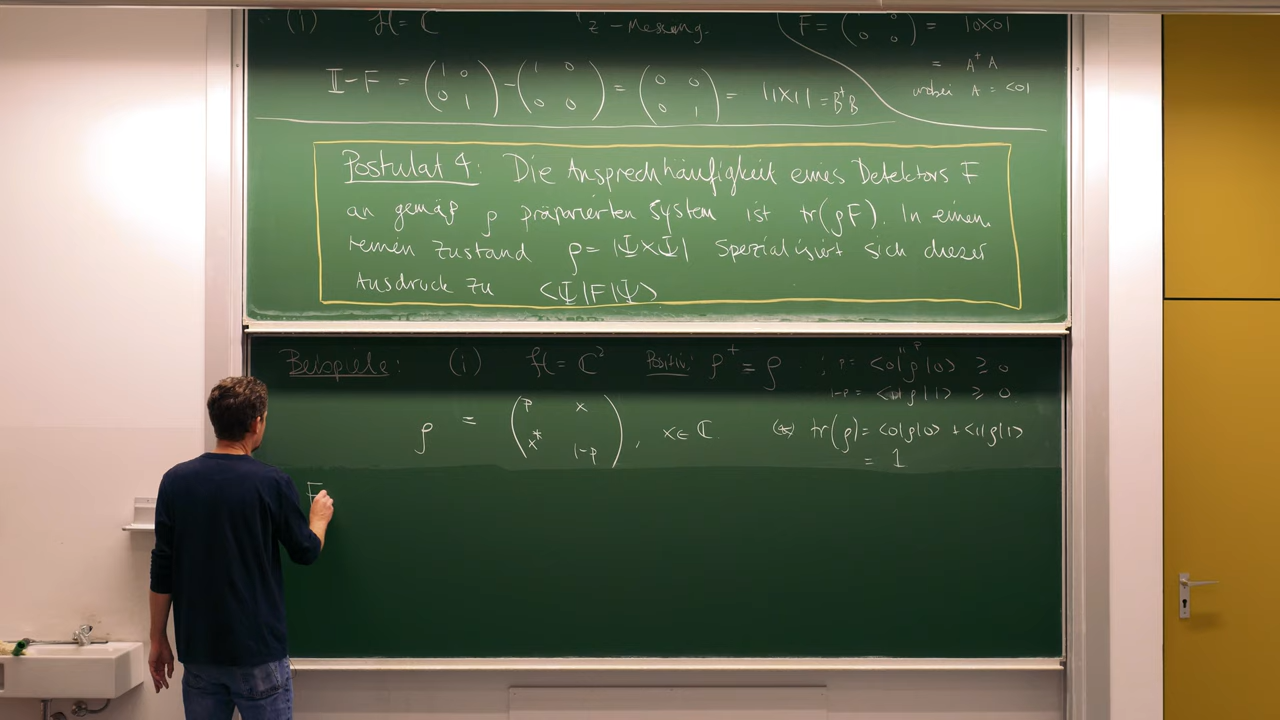 (i) ℋ = ℂ "z"-Messung. F = (1 0; 0 0) = |0⟩⟨0|
= A⁺A
wobei A = ⟨0|
𝟙 - F = (1 0; 0 1) - (1 0; 0 0) = (0 0; 0 1) = |1⟩⟨1| = B⁺B
Postulat 4: Die Ansprechhäufigkeit eines Detektors F
an gemäß ρ präparierten System ist tr(ρF). In einem
reinen Zustand ρ = |Ψ⟩⟨Ψ| spezialisiert sich dieser
Ausdruck zu ⟨Ψ|F|Ψ⟩
Beispiele: (i) ℋ = ℂ² Positiv: ρ⁺ = ρ ; p = ⟨0|ρ|0⟩ ≥ 0
1-p = ⟨1|ρ|1⟩ ≥ 0
ρ = (p x; x* 1-p), x ∈ ℂ (*) tr(ρ) = ⟨0|ρ|0⟩ + ⟨1|ρ|1⟩
= 1
F